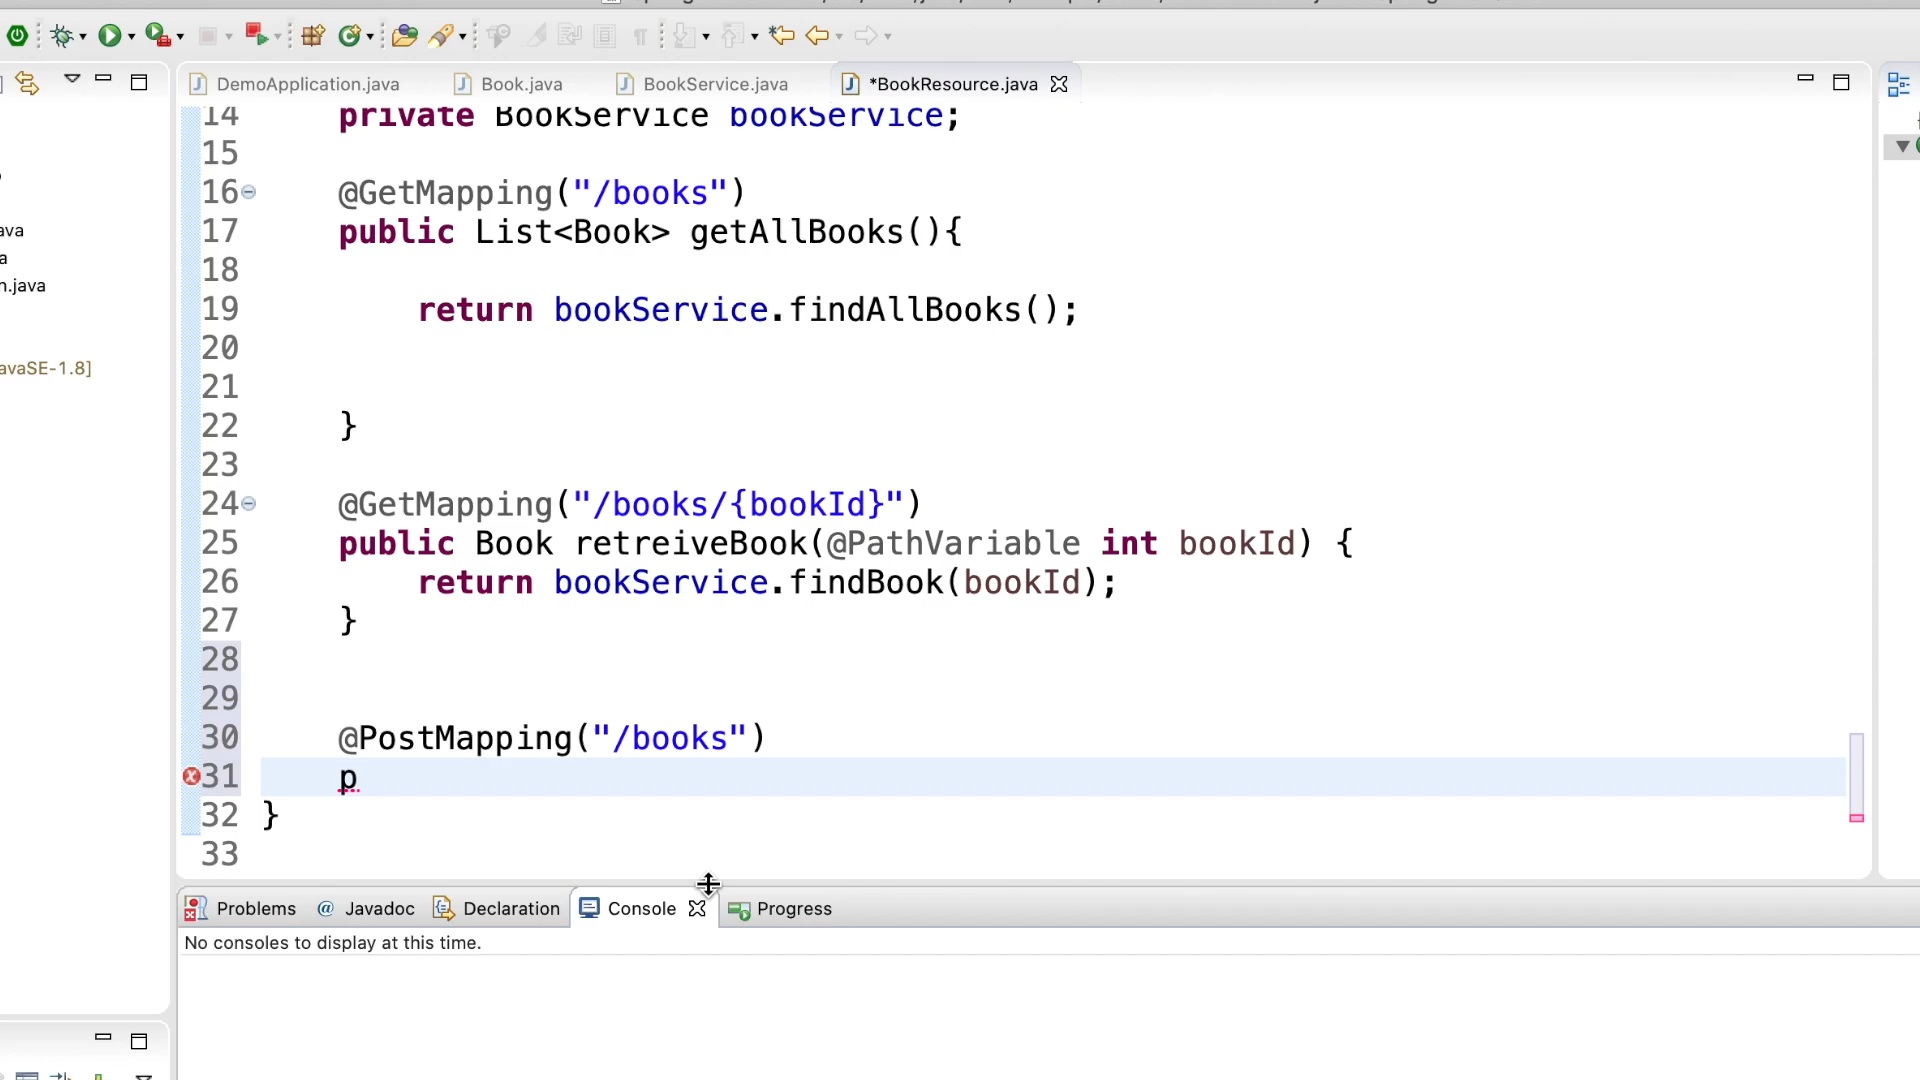 DemoApplication.java Book.java BookService.java *BookResource.java
14 private BookService bookService;
15
16 @GetMapping("/books")
17 public List<Book> getAllBooks(){
18
19 return bookService.findAllBooks();
20
21
22 }
23
24 @GetMapping("/books/{bookId}")
25 public Book retreiveBook(@PathVariable int bookId) {
26 return bookService.findBook(bookId);
27 }
28
29
30 @PostMapping("/books")
31 p
32 }
33
ava
a
n.java
avaSE-1.8]
Problems @ Javadoc Declaration Console Progress
No consoles to display at this time.